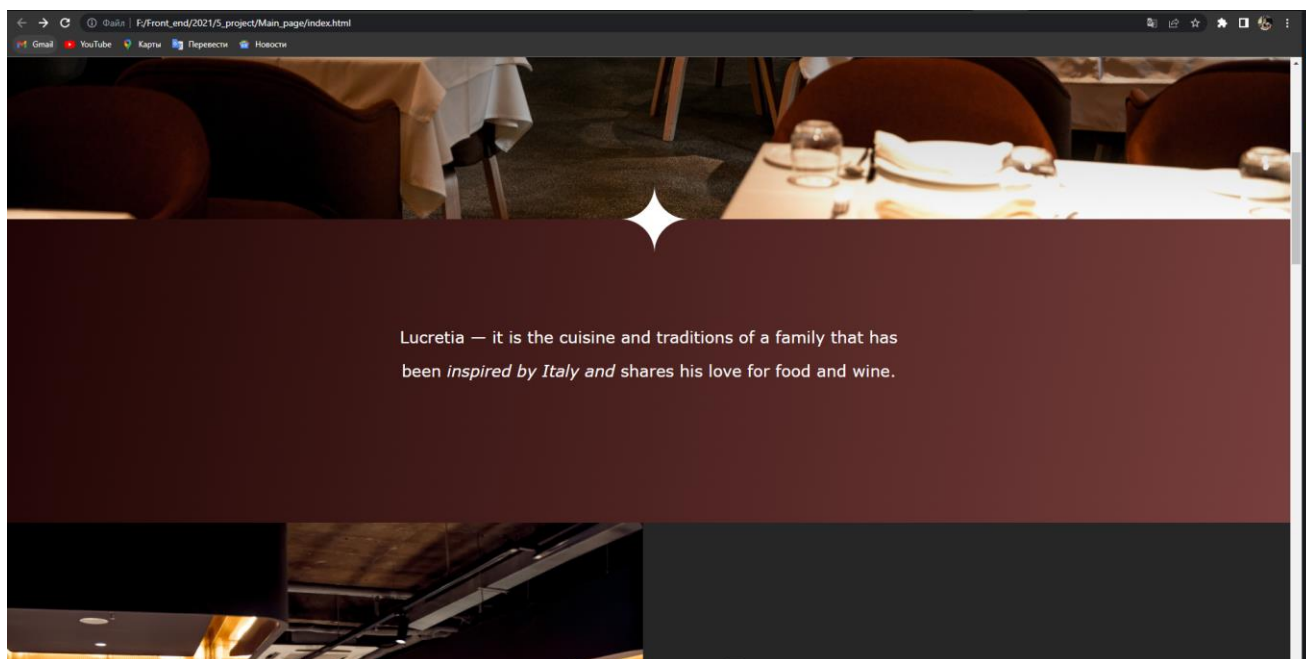 Файл | F:/Front_end/2021/5_project/Main_page/index.html
Gmail YouTube Карты Перевести Новости
Lucretia — it is the cuisine and traditions of a family that has
been inspired by Italy and shares his love for food and wine.